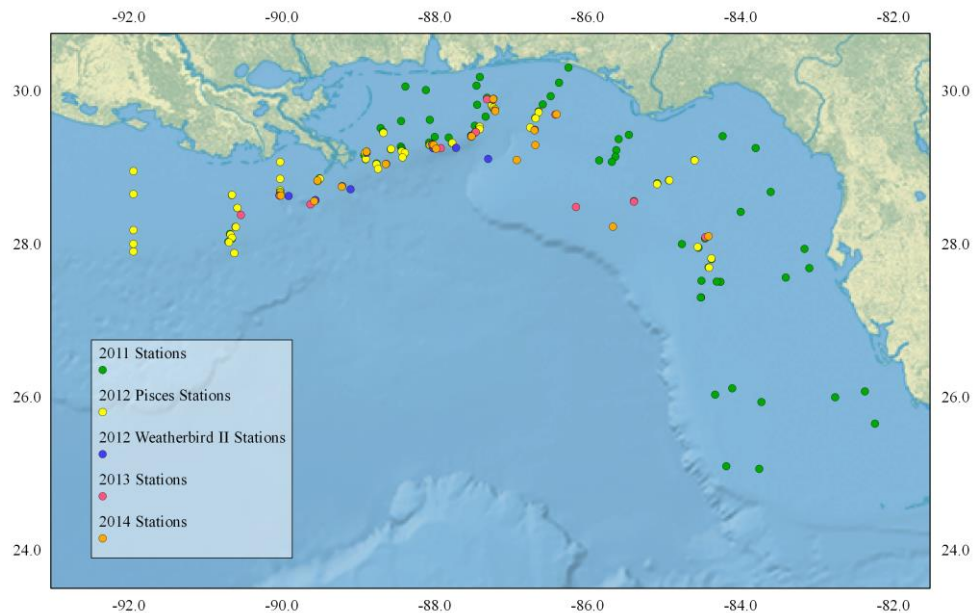 -92.0 -90.0 -88.0 -86.0 -84.0 -82.0
30.0 30.0
28.0 28.0
2011 Stations
2012 Pisces Stations
26.0 26.0
2012 Weatherbird II Stations
2013 Stations
2014 Stations
24.0 24.0
-92.0 -90.0 -88.0 -86.0 -84.0 -82.0